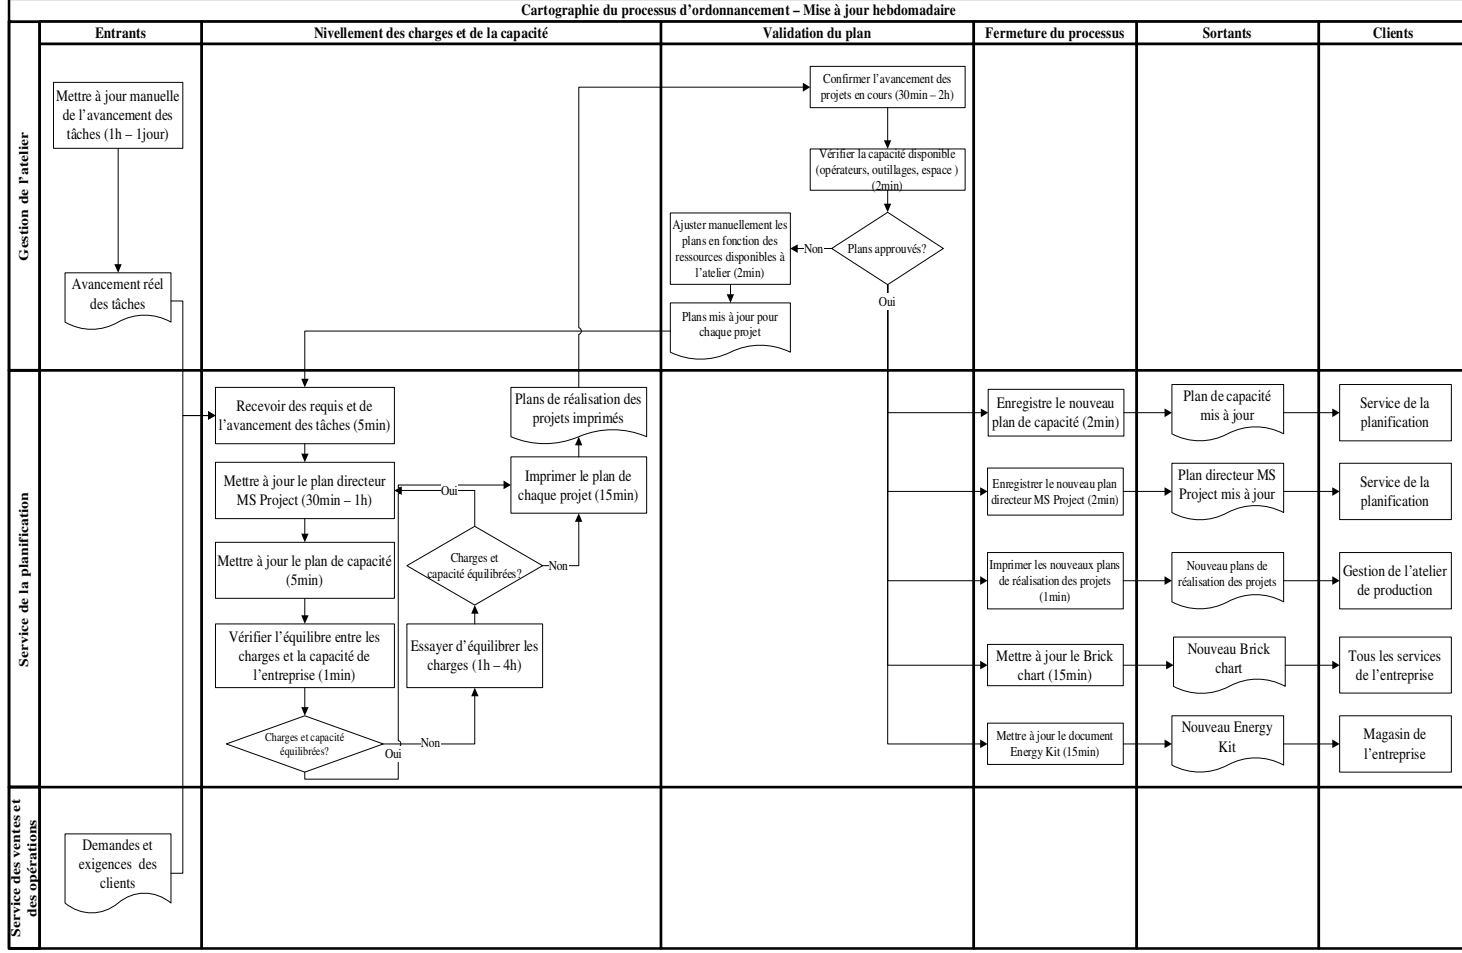 Cartographie du processus d’ordonnancement – Mise à jour hebdomadaire
Entrants
Nivellement des charges et de la capacité
Validation du plan
Fermeture du processus
Sortants
Clients
Gestion de l’atelier
Mettre à jour manuelle
de l’avancement des
tâches (1h – 1jour)
Avancement réel
des tâches
Confirmer l’avancement des
projets en cours (30min – 2h)
Vérifier la capacité disponible
(opérateurs, outillages, espace )
(2min)
Plans approuvés?
Non
Oui
Ajuster manuellement les
plans en fonction des
ressources disponibles à
l’atelier (2min)
Plans mis à jour pour
chaque projet
Service de la planification
Recevoir des requis et de
l’avancement des tâches (5min)
Mettre à jour le plan directeur
MS Project (30min – 1h)
Mettre à jour le plan de capacité
(5min)
Vérifier l’équilibre entre les
charges et la capacité de
l’entreprise (1min)
Charges et capacité
équilibrées?
Oui
Non
Essayer d’équilibrer les
charges (1h – 4h)
Charges et
capacité équilibrées?
Oui
Non
Imprimer le plan de
chaque projet (15min)
Plans de réalisation des
projets imprimés
Enregistre le nouveau
plan de capacité (2min)
Plan de capacité
mis à jour
Service de la
planification
Enregistrer le nouveau plan
directeur MS Project (2min)
Plan directeur MS
Project mis à jour
Service de la
planification
Imprimer les nouveaux plans
de réalisation des projets
(1min)
Nouveau plans de
réalisation des projets
Gestion de l’atelier
de production
Mettre à jour le Brick
chart (15min)
Nouveau Brick
chart
Tous les services
de l’entreprise
Mettre à jour le document
Energy Kit (15min)
Nouveau Energy
Kit
Magasin de
l’entreprise
Service des ventes et
des opérations
Demandes et
exigences des
clients